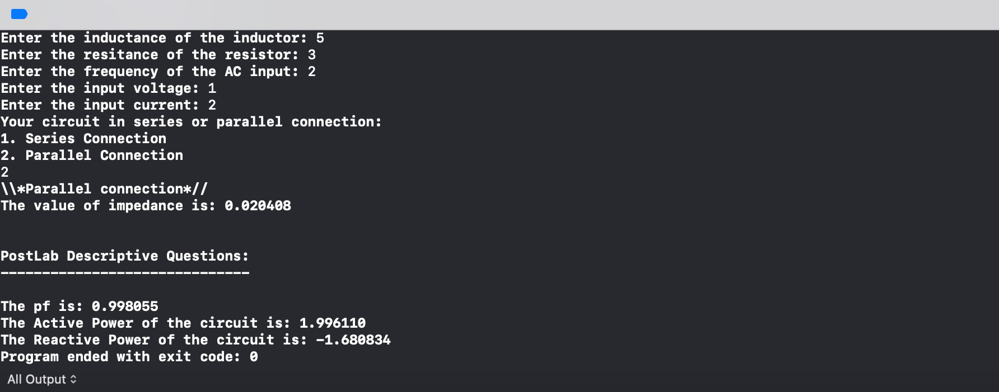 Enter the inductance of the inductor: 5
Enter the resitance of the resistor: 3
Enter the frequency of the AC input: 2
Enter the input voltage: 1
Enter the input current: 2
Your circuit in series or parallel connection:
1. Series Connection
2. Parallel Connection
2
\\*Parallel connection*//
The value of impedance is: 0.020408
PostLab Descriptive Questions:
------------------------------
The pf is: 0.998055
The Active Power of the circuit is: 1.996110
The Reactive Power of the circuit is: -1.680834
Program ended with exit code: 0
All Output